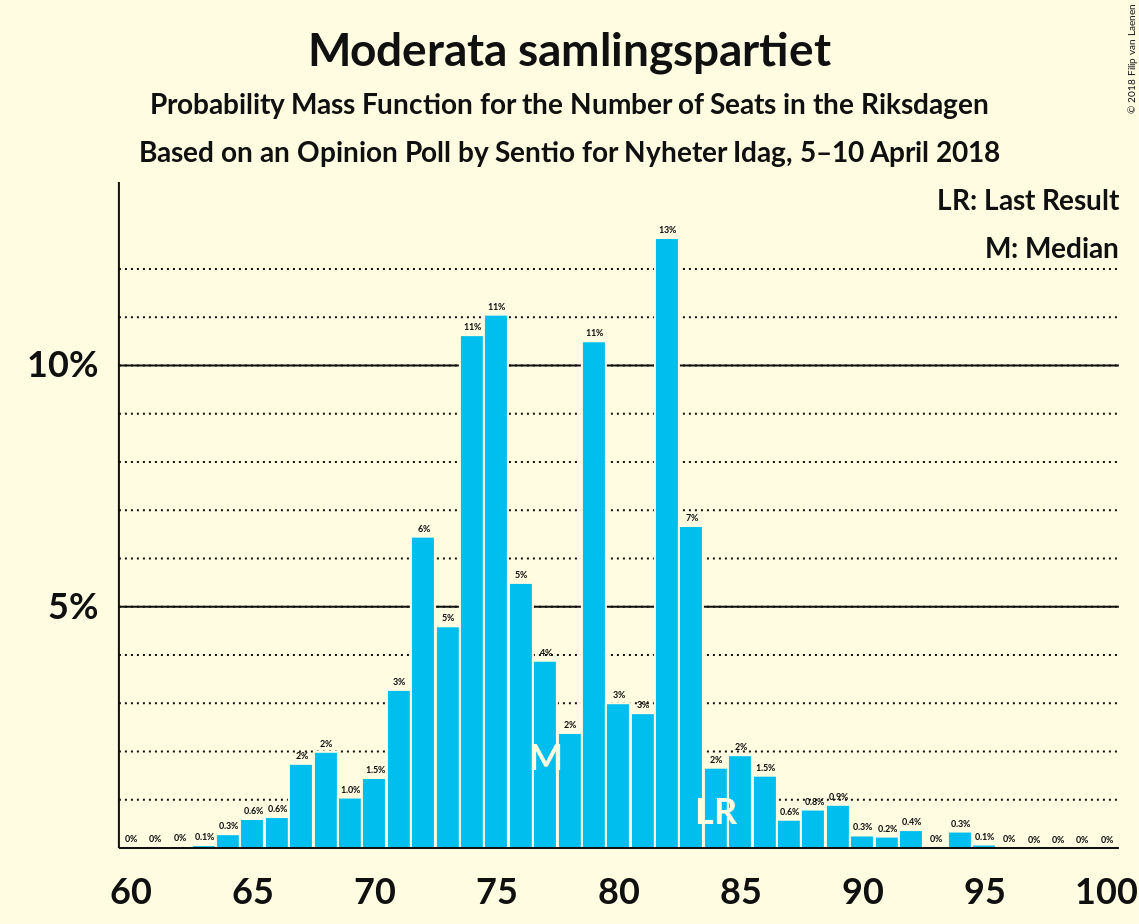 Moderata samlingspartiet
Probability Mass Function for the Number of Seats in the Riksdagen
Based on an Opinion Poll by Sentio for Nyheter Idag, 5–10 April 2018
© 2018 Filip van Laenen
LR: Last Result
M: Median
10%
5%
0% 0% 0% 0.1% 0.3% 0.6% 0.6% 2% 2% 1.0% 1.5% 3% 6% 5% 11% 11% 5% 4% 2% 11% 3% 3% 13% 7% 2% 2% 1.5% 0.6% 0.8% 0.9% 0.3% 0.2% 0.4% 0% 0.3% 0.1% 0% 0% 0% 0% 0%
M
LR
60 65 70 75 80 85 90 95 100